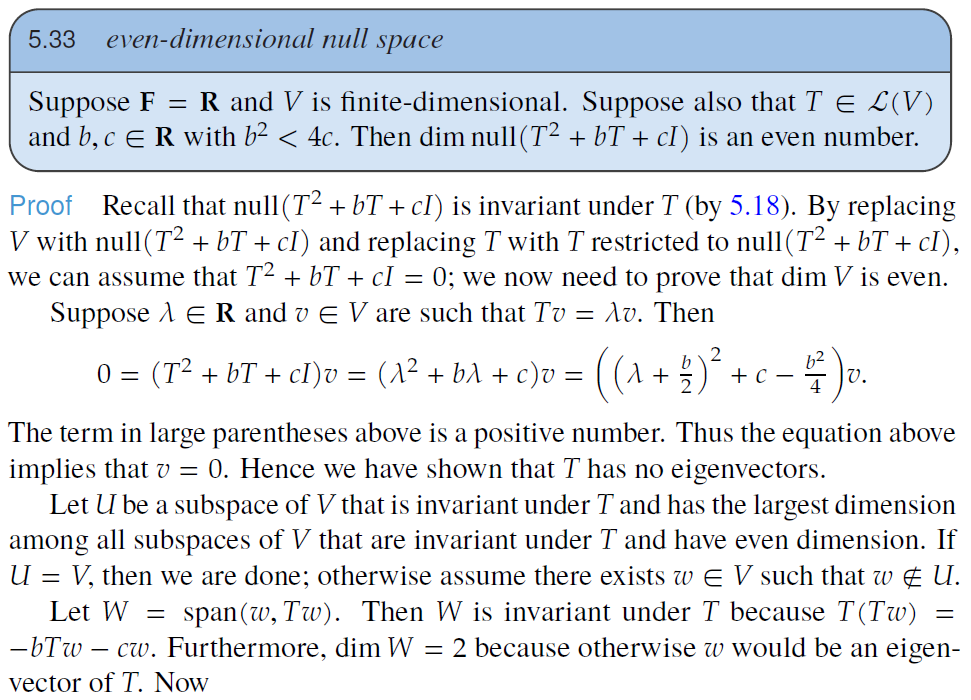 5.33 even-dimensional null space
Suppose F = R and V is finite-dimensional. Suppose also that T ∈ ℒ(V)
and b, c ∈ R with b² < 4c. Then dim null(T² + bT + cI) is an even number.
Proof Recall that null(T² + bT + cI) is invariant under T (by 5.18). By replacing
V with null(T² + bT + cI) and replacing T with T restricted to null(T² + bT + cI),
we can assume that T² + bT + cI = 0; we now need to prove that dim V is even.
Suppose λ ∈ R and v ∈ V are such that Tv = λv. Then
0 = (T² + bT + cI)v = (λ² + bλ + c)v = ((λ + b/2)² + c − b²/4)v.
The term in large parentheses above is a positive number. Thus the equation above
implies that v = 0. Hence we have shown that T has no eigenvectors.
Let U be a subspace of V that is invariant under T and has the largest dimension
among all subspaces of V that are invariant under T and have even dimension. If
U = V, then we are done; otherwise assume there exists w ∈ V such that w ∉ U.
Let W = span(w, Tw). Then W is invariant under T because T(Tw) =
−bTw − cw. Furthermore, dim W = 2 because otherwise w would be an eigen-
vector of T. Now